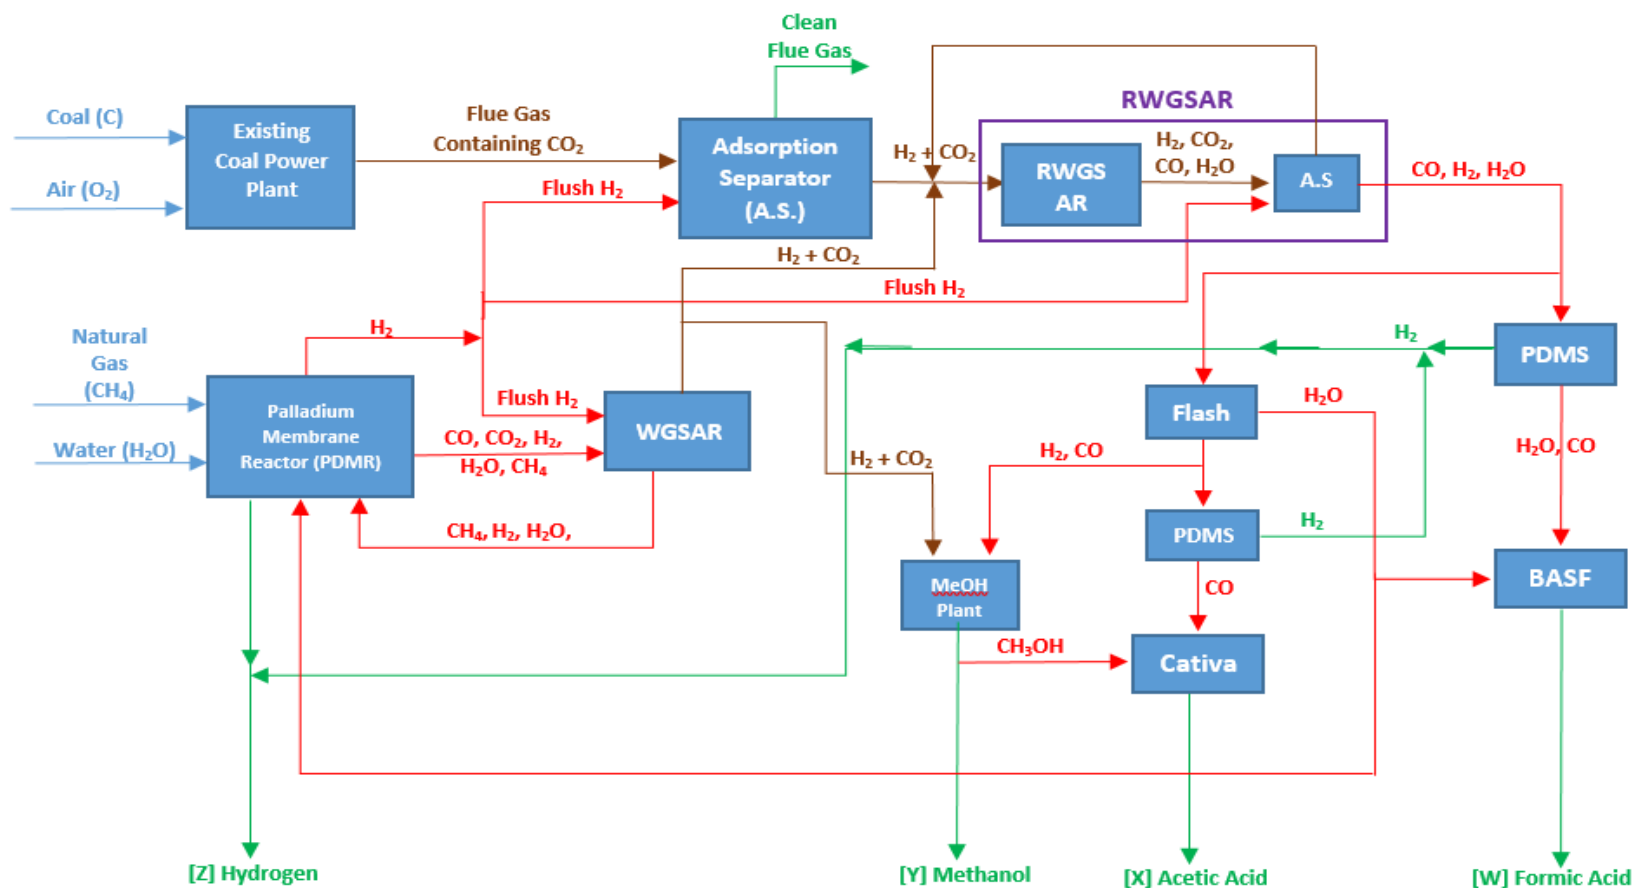 Clean
Flue Gas
Coal (C)
Air (O₂)
Existing
Coal Power
Plant
Flue Gas
Containing CO₂
Flush H₂
Adsorption
Separator
(A.S.)
H₂ + CO₂
RWGSAR
RWGS
AR
H₂, CO₂,
CO, H₂O
A.S
CO, H₂, H₂O
H₂ + CO₂
Flush H₂
Natural
Gas
(CH₄)
Water (H₂O)
H₂
Palladium
Membrane
Reactor (PDMR)
Flush H₂
CO, CO₂, H₂,
H₂O, CH₄
WGSAR
CH₄, H₂, H₂O,
H₂ + CO₂
H₂
PDMS
Flash
H₂O
H₂O, CO
H₂, CO
PDMS
H₂
CO
MeOH
Plant
BASF
CH₃OH
Cativa
[Z] Hydrogen
[Y] Methanol
[X] Acetic Acid
[W] Formic Acid